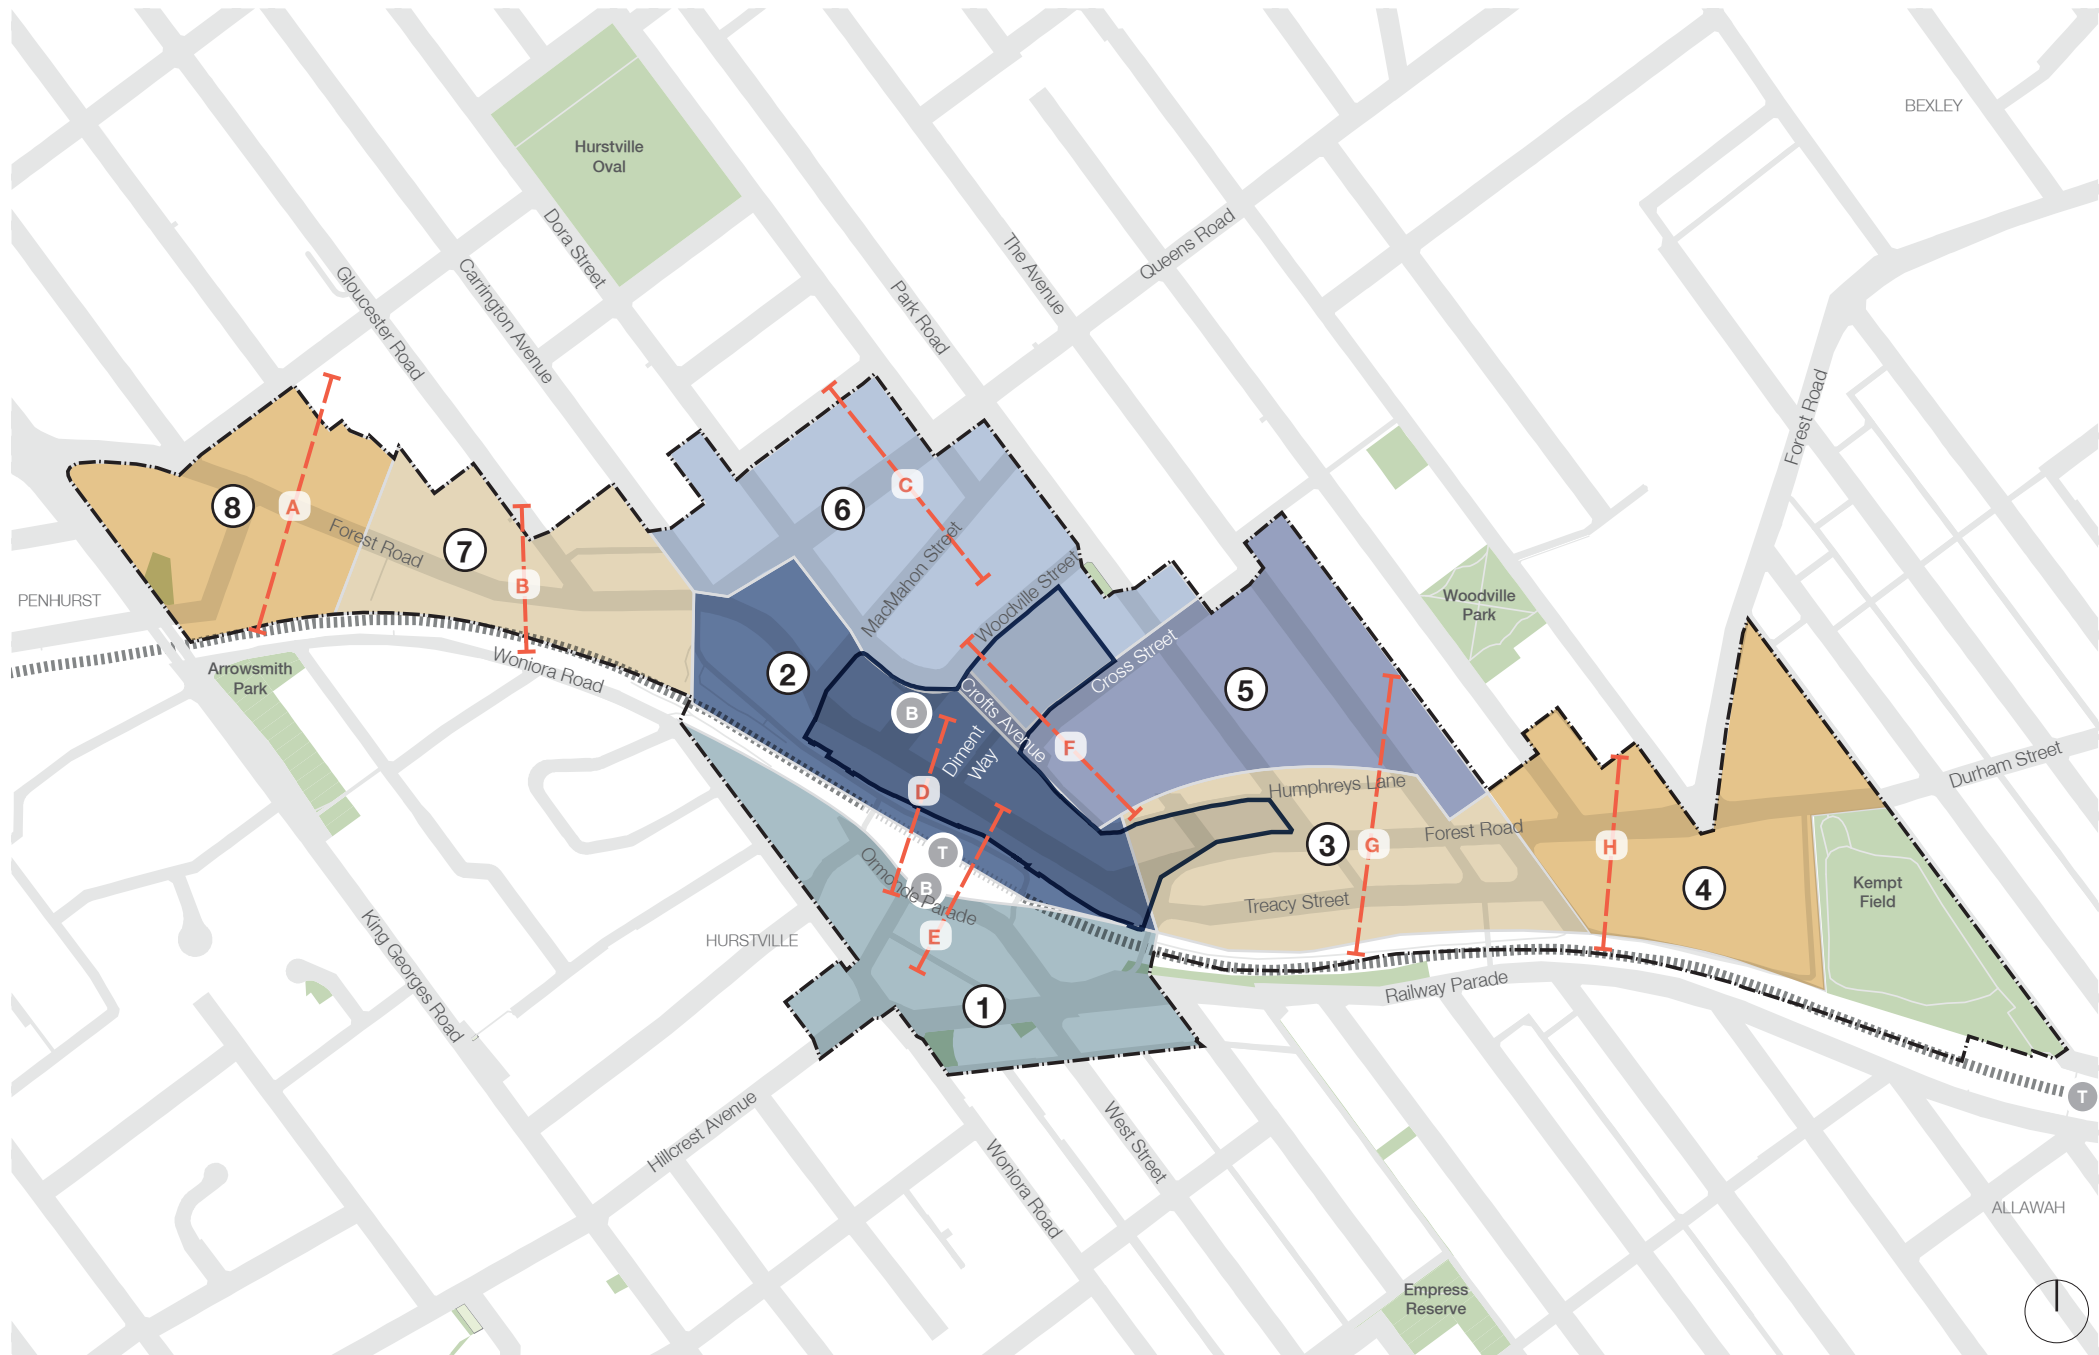 BEXLEY
Hurstville
Oval
Dora Street
Queens Road
The Avenue
Gloucester Road
Carrington Avenue
Park Road
Forest Road
C
8
A
6
Forest Road
7
B
MacMahon Street
Woodville Street
Woodville
Park
PENHURST
Cross Street
Arrowsmith
Park
Woniora Road
2
5
B
Crofts Avenue
Diment
Way
F
Durham Street
Humphreys Lane
D
Forest Road
3
G
H
T
Ormonde Parade
B
4
Kempt
Field
Treacy Street
King Georges Road
HURSTVILLE
E
Railway Parade
1
T
Hillcrest Avenue
West Street
Woniora Road
ALLAWAH
Empress
Reserve